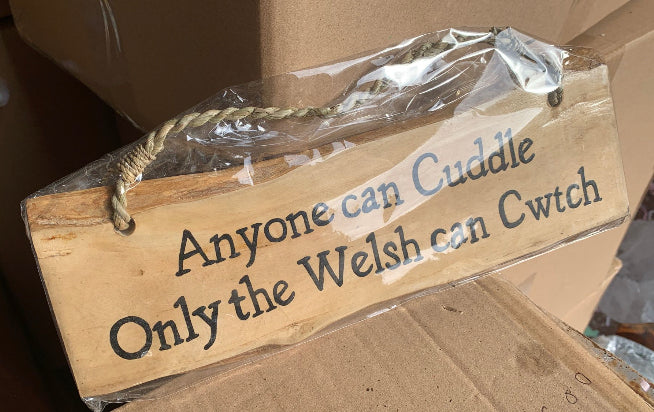 Anyone can Cuddle
Only the Welsh can Cwtch